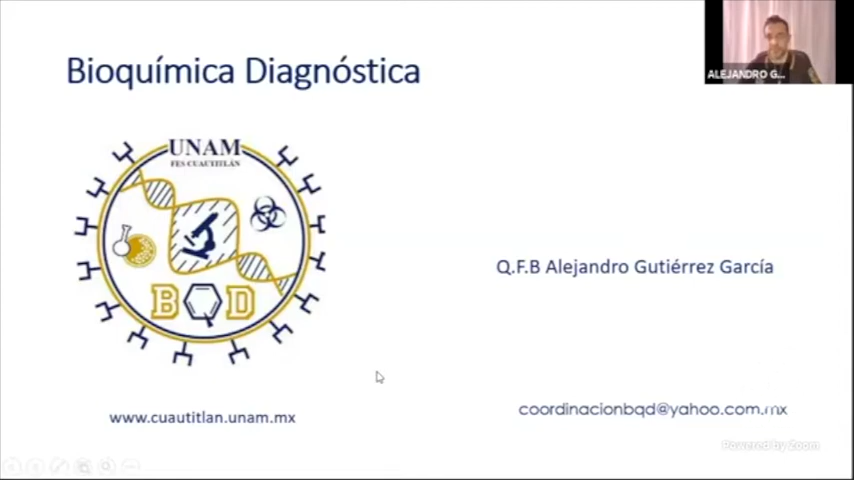 Bioquímica Diagnóstica
ALEJANDRO G...
UNAM
FES CUAUTITLÁN
B D
Q.F.B Alejandro Gutiérrez García
www.cuautitlan.unam.mx
coordinacionbqd@yahoo.com.mx
Powered by Zoom